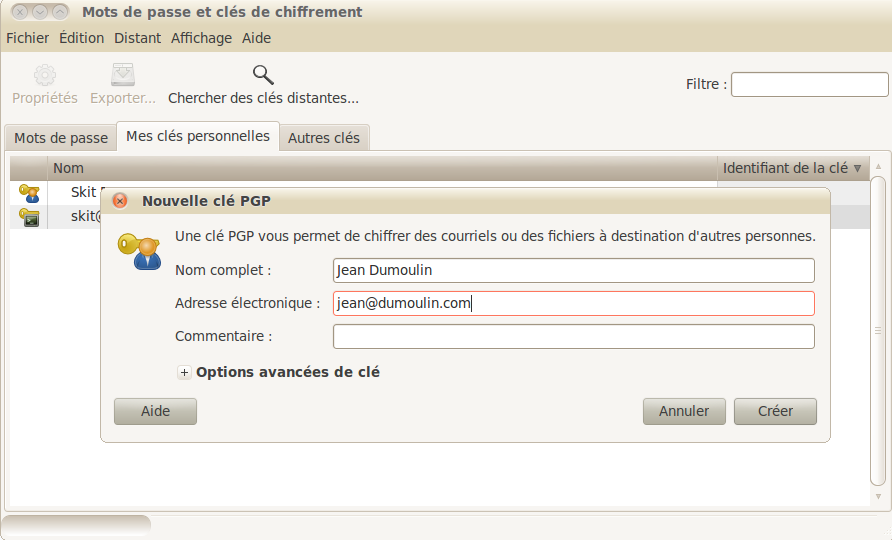 Mots de passe et clés de chiffrement
Fichier Édition Distant Affichage Aide
Propriétés Exporter... Chercher des clés distantes... Filtre :
Mots de passe Mes clés personnelles Autres clés
Nom Identifiant de la clé
Skit
skit@
Nouvelle clé PGP
Une clé PGP vous permet de chiffrer des courriels ou des fichiers à destination d'autres personnes.
Nom complet : Jean Dumoulin
Adresse électronique : jean@dumoulin.com
Commentaire :
Options avancées de clé
Aide Annuler Créer